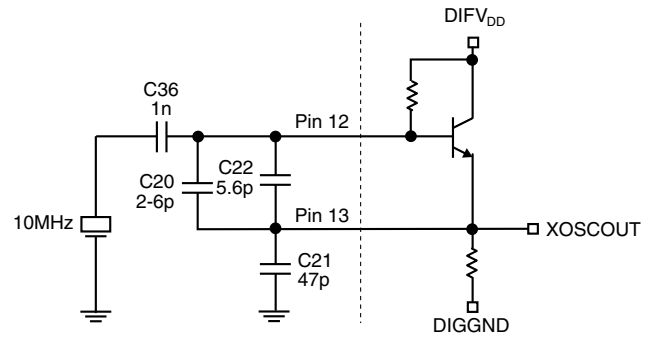 DIFVDD
C36
1n
Pin 12
C20
2-6p
C22
5.6p
10MHz
Pin 13
XOSCOUT
C21
47p
DIGGND